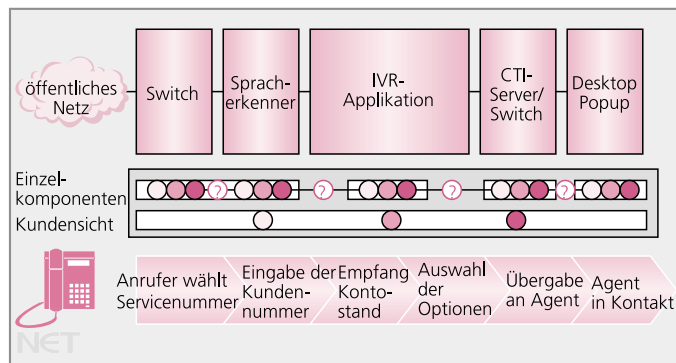 öffentliches
Netz
Switch
Sprach-
erkenner
IVR-
Applikation
CTI-
Server/
Switch
Desktop
Popup
Einzel-
komponenten
? ? ? ?
Kundensicht
Anrufer wählt
Servicenummer
Eingabe der
Kunden-
nummer
Empfang
Konto-
stand
Auswahl
der
Optionen
Übergabe
an Agent
Agent
in Kontakt
NET